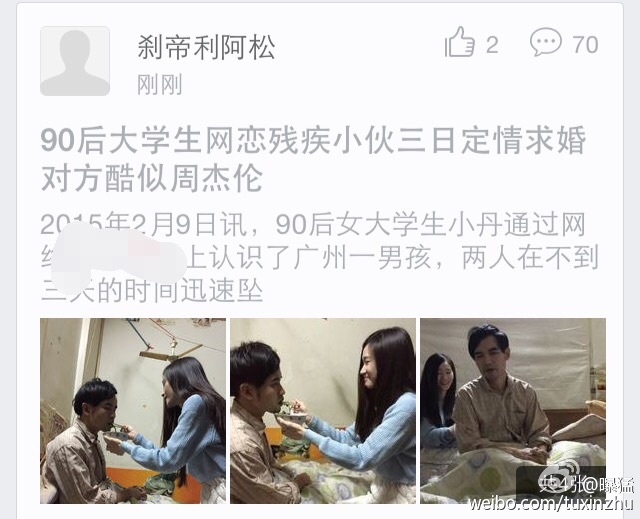 刹帝利阿松
2
70
刚刚
90后大学生网恋残疾小伙三日定情求婚
对方酷似周杰伦
2015年2月9日讯，90后女大学生小丹通过网
上认识了广州一男孩，两人在不到
三天的时间迅速坠
共4张@曝猛
weibo.com/tuxinzhu